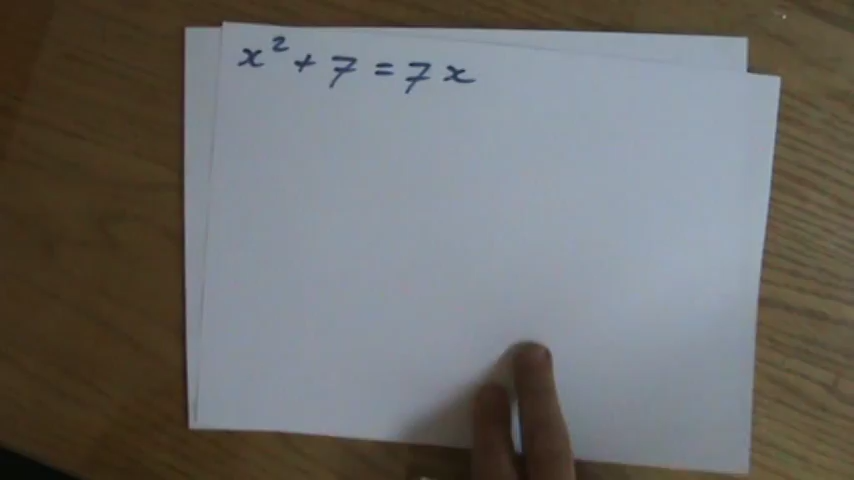 x² + 7 = 7x